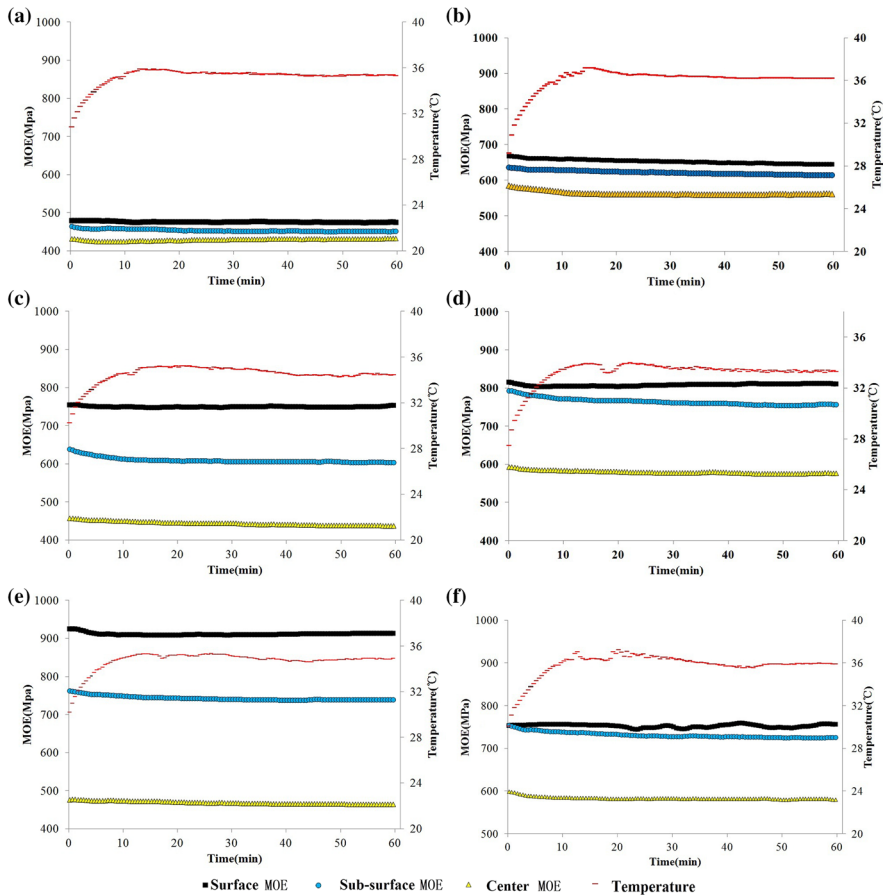 (a)
1000
900
800
700
600
500
400
MOE(Mpa)
40
36
32
28
24
20
Temperature(℃)
0 10 20 30 40 50 60
Time (min)
(b)
1000
900
800
700
600
500
400
MOE(Mpa)
40
36
32
28
24
20
Temperature(℃)
0 10 20 30 40 50 60
Time (min)
(c)
1000
900
800
700
600
500
400
MOE(Mpa)
40
36
32
28
24
20
Temperature(℃)
0 10 20 30 40 50 60
Time(min)
(d)
1000
900
800
700
600
500
400
MOE(Mpa)
36
32
28
24
20
Temperature(℃)
0 10 20 30 40 50 60
Time(min)
(e)
1000
900
800
700
600
500
400
MOE(Mpa)
40
36
32
28
24
20
Temperature(℃)
0 10 20 30 40 50 60
Time(min)
(f)
1000
900
800
700
600
500
MOE(MPa)
40
36
32
28
24
20
Temperature(℃)
0 10 20 30 40 50 60
Time(min)
Surface MOE Sub-surface MOE Center MOE Temperature